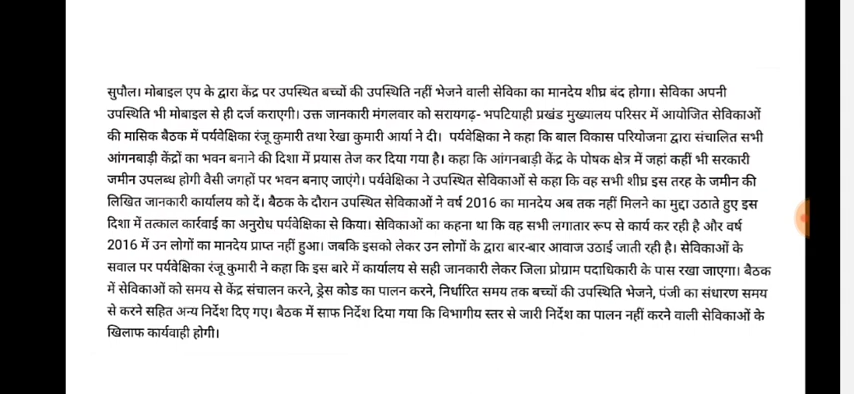 सुपौल। मोबाइल एप के द्वारा केंद्र पर उपस्थित बच्चों की उपस्थिति नहीं भेजने वाली सेविका का मानदेय शीघ्र बंद होगा। सेविका अपनी
उपस्थिति भी मोबाइल से ही दर्ज कराएगी। उक्त जानकारी मंगलवार को सरायगढ़- भपटियाही प्रखंड मुख्यालय परिसर में आयोजित सेविकाओं
की मासिक बैठक में पर्यवेक्षिका रंजू कुमारी तथा रेखा कुमारी आर्या ने दी। पर्यवेक्षिका ने कहा कि बाल विकास परियोजना द्वारा संचालित सभी
आंगनबाड़ी केंद्रों का भवन बनाने की दिशा में प्रयास तेज कर दिया गया है। कहा कि आंगनबाड़ी केंद्र के पोषक क्षेत्र में जहां कहीं भी सरकारी
जमीन उपलब्ध होगी वैसी जगहों पर भवन बनाए जाएंगे। पर्यवेक्षिका ने उपस्थित सेविकाओं से कहा कि वह सभी शीघ्र इस तरह के जमीन की
लिखित जानकारी कार्यालय को दें। बैठक के दौरान उपस्थित सेविकाओं ने वर्ष 2016 का मानदेय अब तक नहीं मिलने का मुद्दा उठाते हुए इस
दिशा में तत्काल कार्रवाई का अनुरोध पर्यवेक्षिका से किया। सेविकाओं का कहना था कि वह सभी लगातार रूप से कार्य कर रही है और वर्ष
2016 में उन लोगों का मानदेय प्राप्त नहीं हुआ। जबकि इसको लेकर उन लोगों के द्वारा बार-बार आवाज उठाई जाती रही है। सेविकाओं के
सवाल पर पर्यवेक्षिका रंजू कुमारी ने कहा कि इस बारे में कार्यालय से सही जानकारी लेकर जिला प्रोग्राम पदाधिकारी के पास रखा जाएगा। बैठक
में सेविकाओं को समय से केंद्र संचालन करने, ड्रेस कोड का पालन करने, निर्धारित समय तक बच्चों की उपस्थिति भेजने, पंजी का संधारण समय
से करने सहित अन्य निर्देश दिए गए। बैठक में साफ निर्देश दिया गया कि विभागीय स्तर से जारी निर्देश का पालन नहीं करने वाली सेविकाओं के
खिलाफ कार्यवाही होगी।